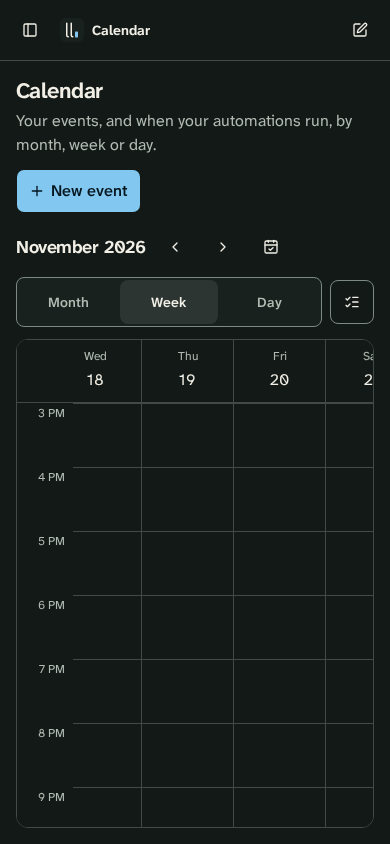 Calendar
Calendar
Your events, and when your automations run, by
month, week or day.
New event
November 2026
Month Week Day
Wed Thu Fri
18 19 20
3 PM
4 PM
5 PM
6 PM
7 PM
8 PM
9 PM